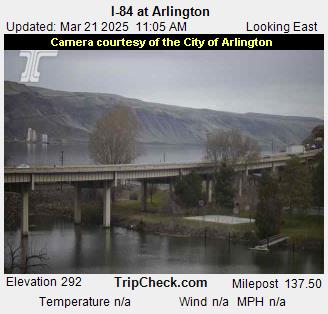 I-84 at Arlington
Updated: Mar 21 2025 11:05 AM Looking East
Camera courtesy of the City of Arlington
Elevation 292 TripCheck.com Milepost 137.50
Temperature n/a Wind n/a MPH n/a